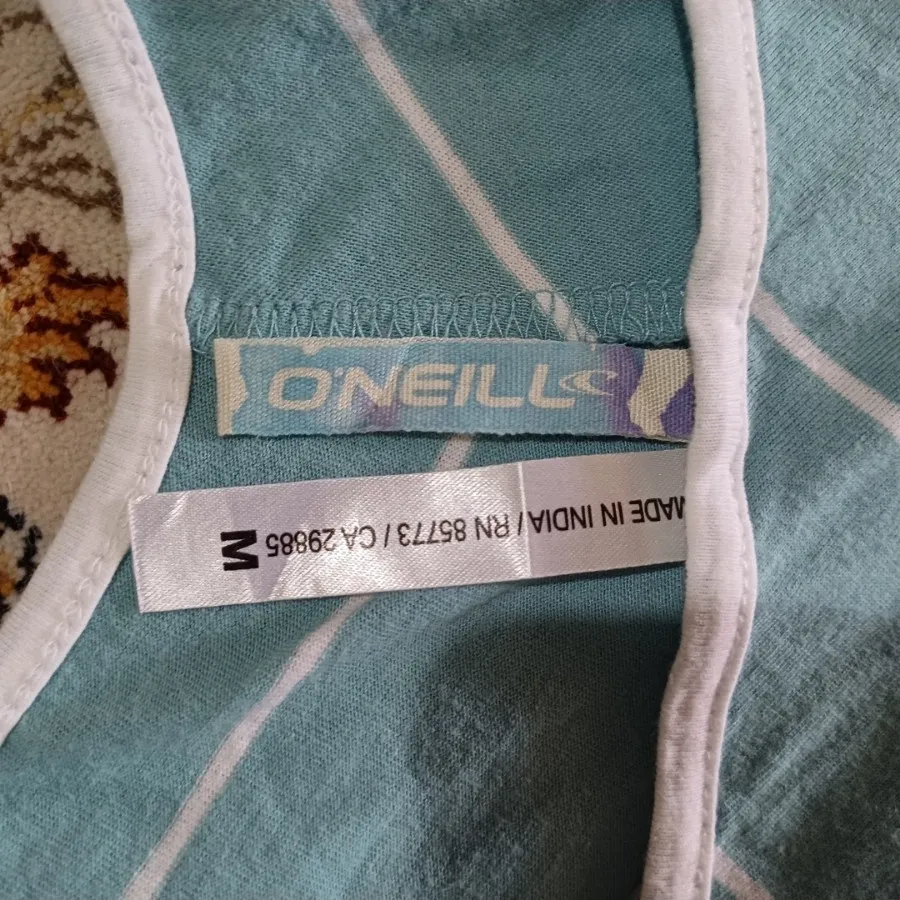 O'NEILL
MADE IN INDIA / RN 85773 / CA 29885
M